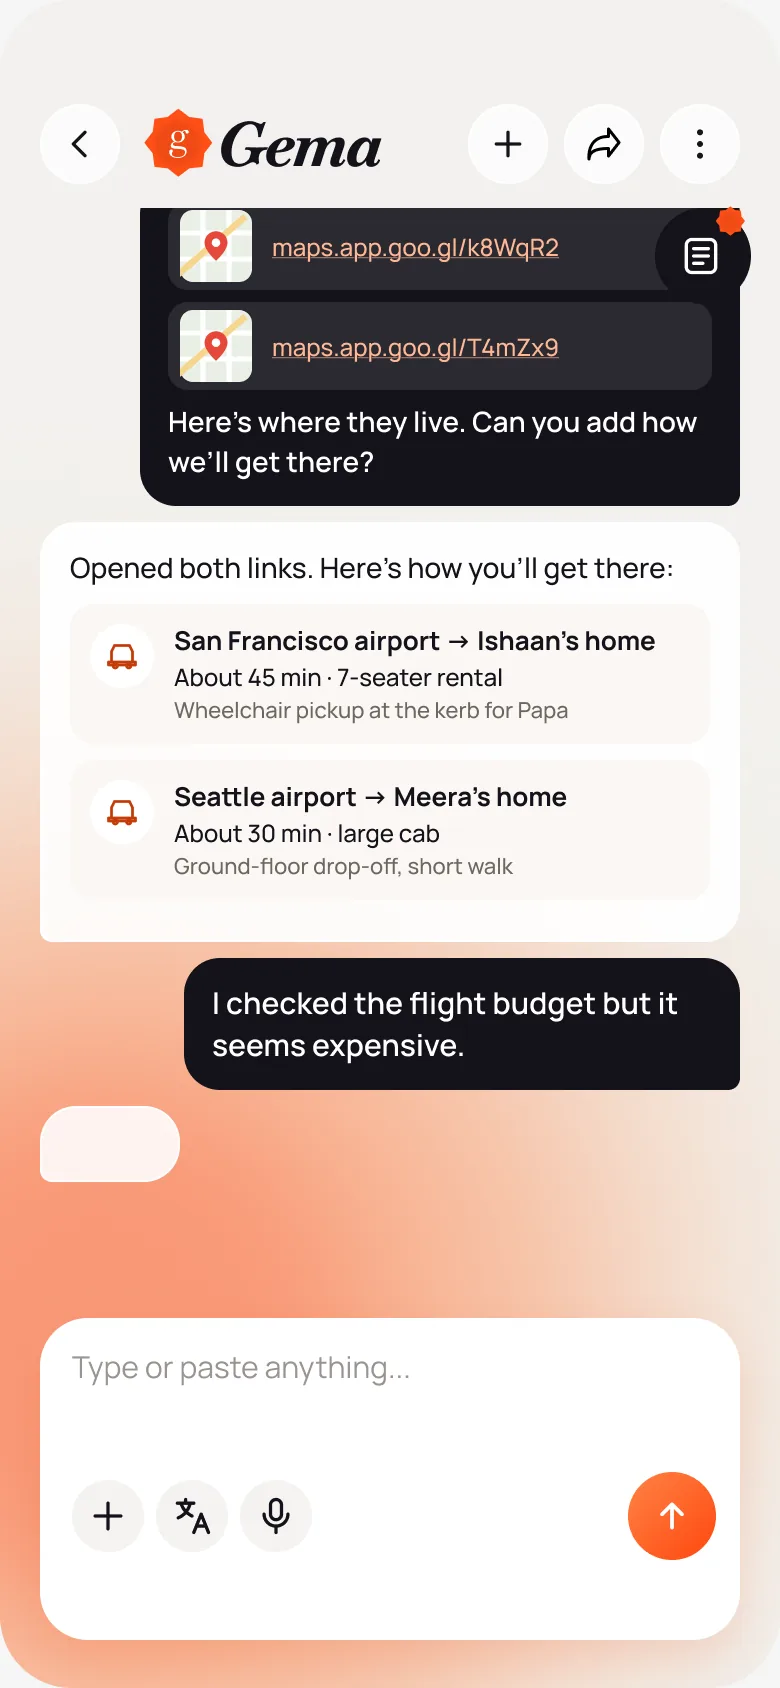 g Gema
maps.app.goo.gl/k8WqR2
maps.app.goo.gl/T4mZx9
Here’s where they live. Can you add how
we’ll get there?
Opened both links. Here’s how you’ll get there:
San Francisco airport → Ishaan’s home
About 45 min · 7-seater rental
Wheelchair pickup at the kerb for Papa
Seattle airport → Meera’s home
About 30 min · large cab
Ground-floor drop-off, short walk
I checked the flight budget but it
seems expensive.
Type or paste anything...
文A